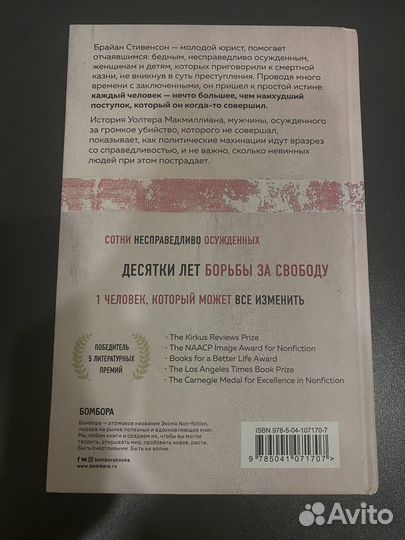 Брайан Стивенсон — молодой юрист, помогает
отчаявшимся: бедным, несправедливо осужденным,
женщинам и детям, которых приговорили к смертной
казни, не вникнув в суть преступления. Проводя много
времени с заключенными, он пришел к простой истине:
каждый человек — нечто большее, чем наихудший
поступок, который он когда-то совершил.
История Уолтера Макмиллиана, мужчины, осужденного
за громкое убийство, которого не совершал,
показывает, как политические махинации идут вразрез
со справедливостью, и не важно, сколько невинных
людей при этом пострадает.
СОТНИ НЕСПРАВЕДЛИВО ОСУЖДЕННЫХ
ДЕСЯТКИ ЛЕТ БОРЬБЫ ЗА СВОБОДУ
1 ЧЕЛОВЕК, КОТОРЫЙ МОЖЕТ ВСЕ ИЗМЕНИТЬ
ПОБЕДИТЕЛЬ
5 ЛИТЕРАТУРНЫХ
ПРЕМИЙ
· The Kirkus Reviews Prize
· The NAACP Image Award for Nonfiction
· Books for a Better Life Award
· The Los Angeles Times Book Prize
· The Carnegie Medal for Excellence in Nonfiction
БОМБОРА
Бомбора — это новое название Эксмо Non-fiction,
лидера на рынке полезных и вдохновляющих книг.
Мы любим книги и создаем их, чтобы вы могли
творить, открывать мир, пробовать новое, расти.
Быть счастливыми. Быть на волне.
bomborabooks
bombora.ru
ISBN 978-5-04-107170-7
9 785041 071707 >
Avito